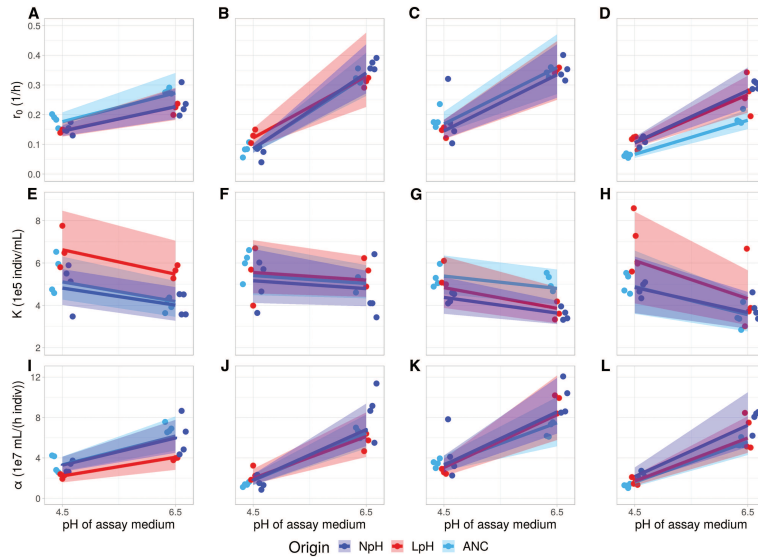 A B C D
r₀ (1/h)
0.5
0.4
0.3
0.2
0.1
0.0
E F G H
K (1e5 indiv/mL)
8
6
4
2
I J K L
α (1e7 mL/(h indiv))
12
8
4
0
4.5 6.5 4.5 6.5 4.5 6.5 4.5 6.5
pH of assay medium pH of assay medium pH of assay medium pH of assay medium
Origin NpH LpH ANC